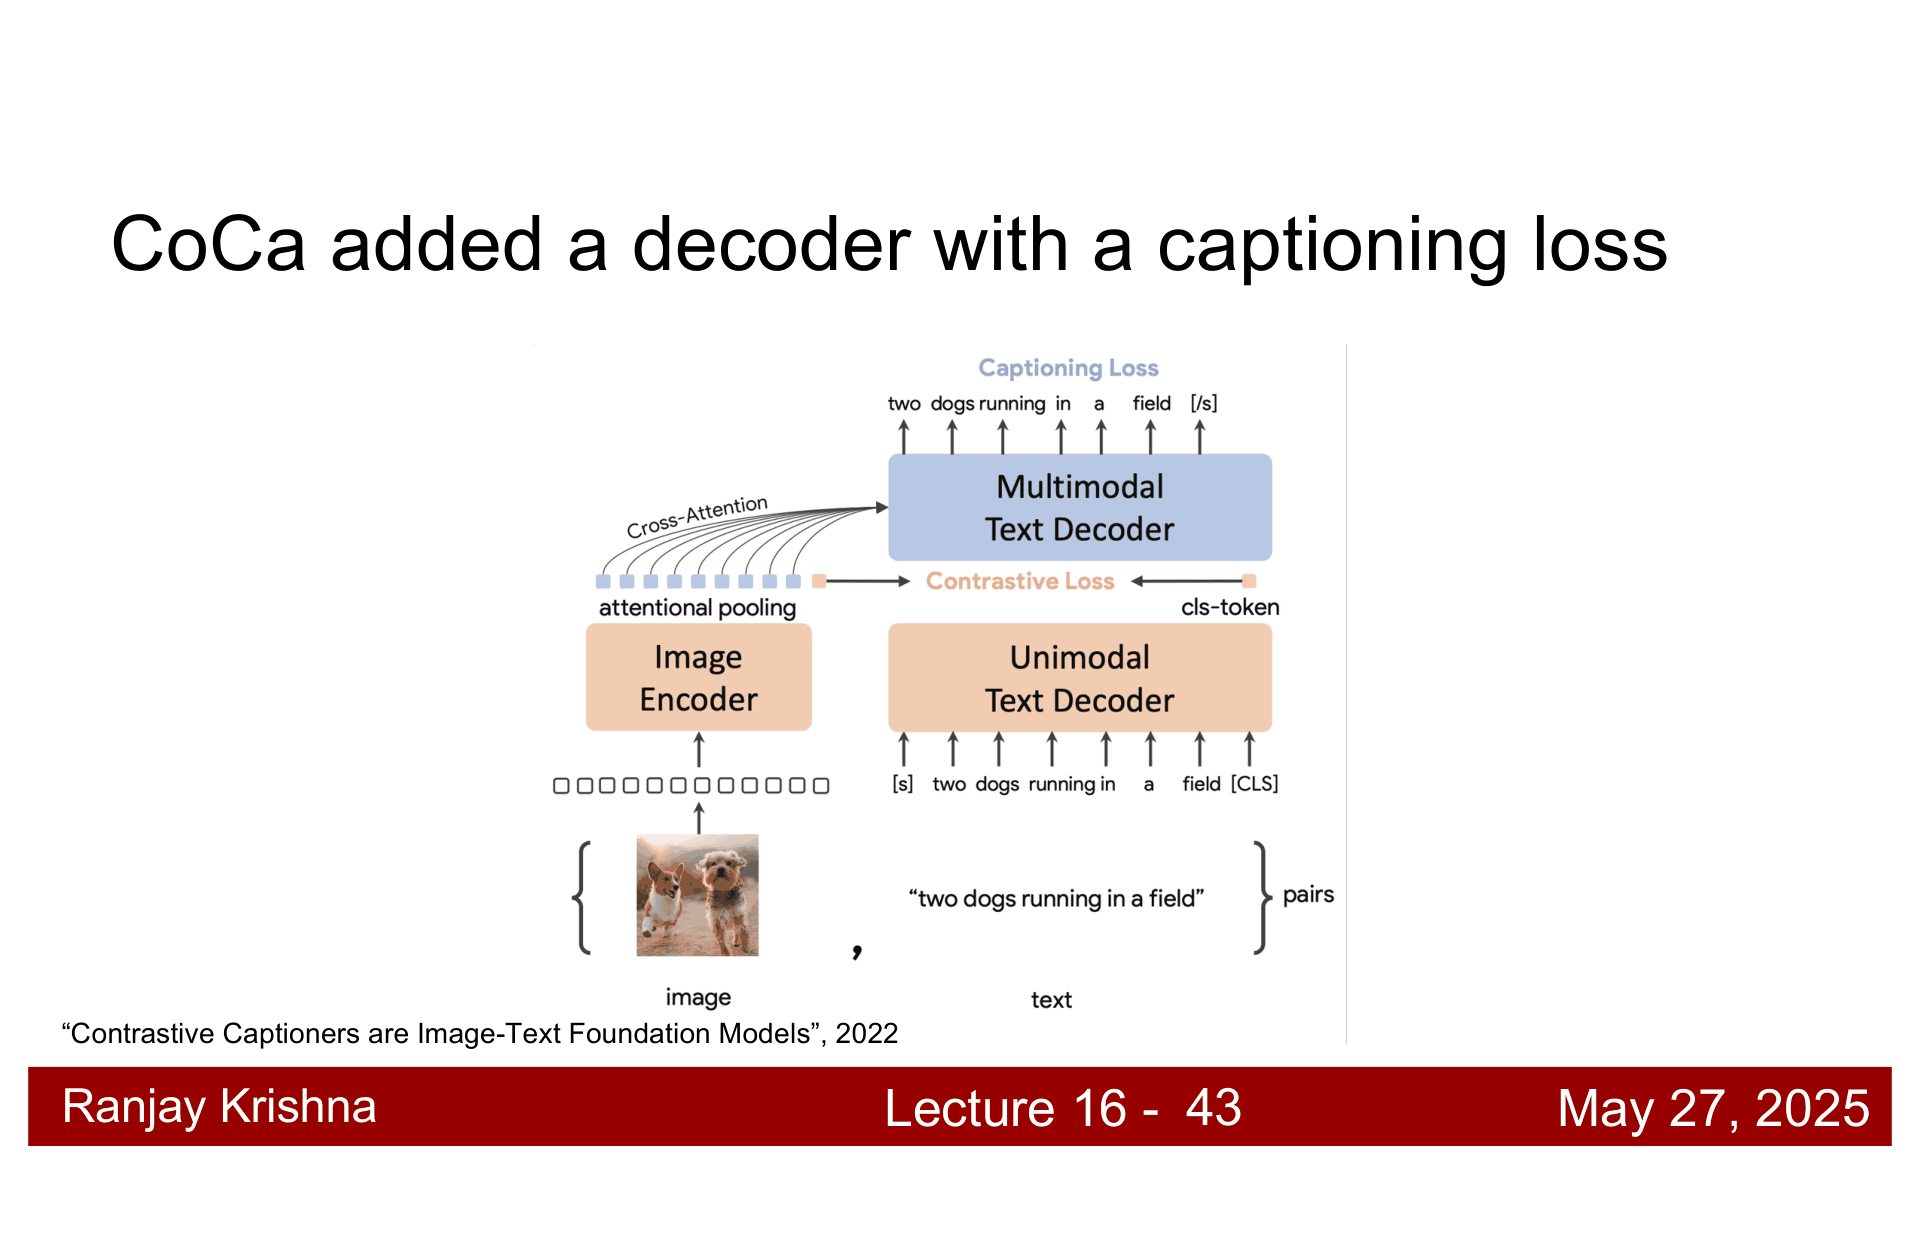 CoCa added a decoder with a captioning loss
Captioning Loss
two dogs running in a field [/s]
Multimodal
Text Decoder
Cross-Attention
Contrastive Loss
attentional pooling
cls-token
Image
Encoder
Unimodal
Text Decoder
[s] two dogs running in a field [CLS]
“two dogs running in a field”
,
pairs
image
text
“Contrastive Captioners are Image-Text Foundation Models”, 2022
Ranjay Krishna
Lecture 16 - 43
May 27, 2025